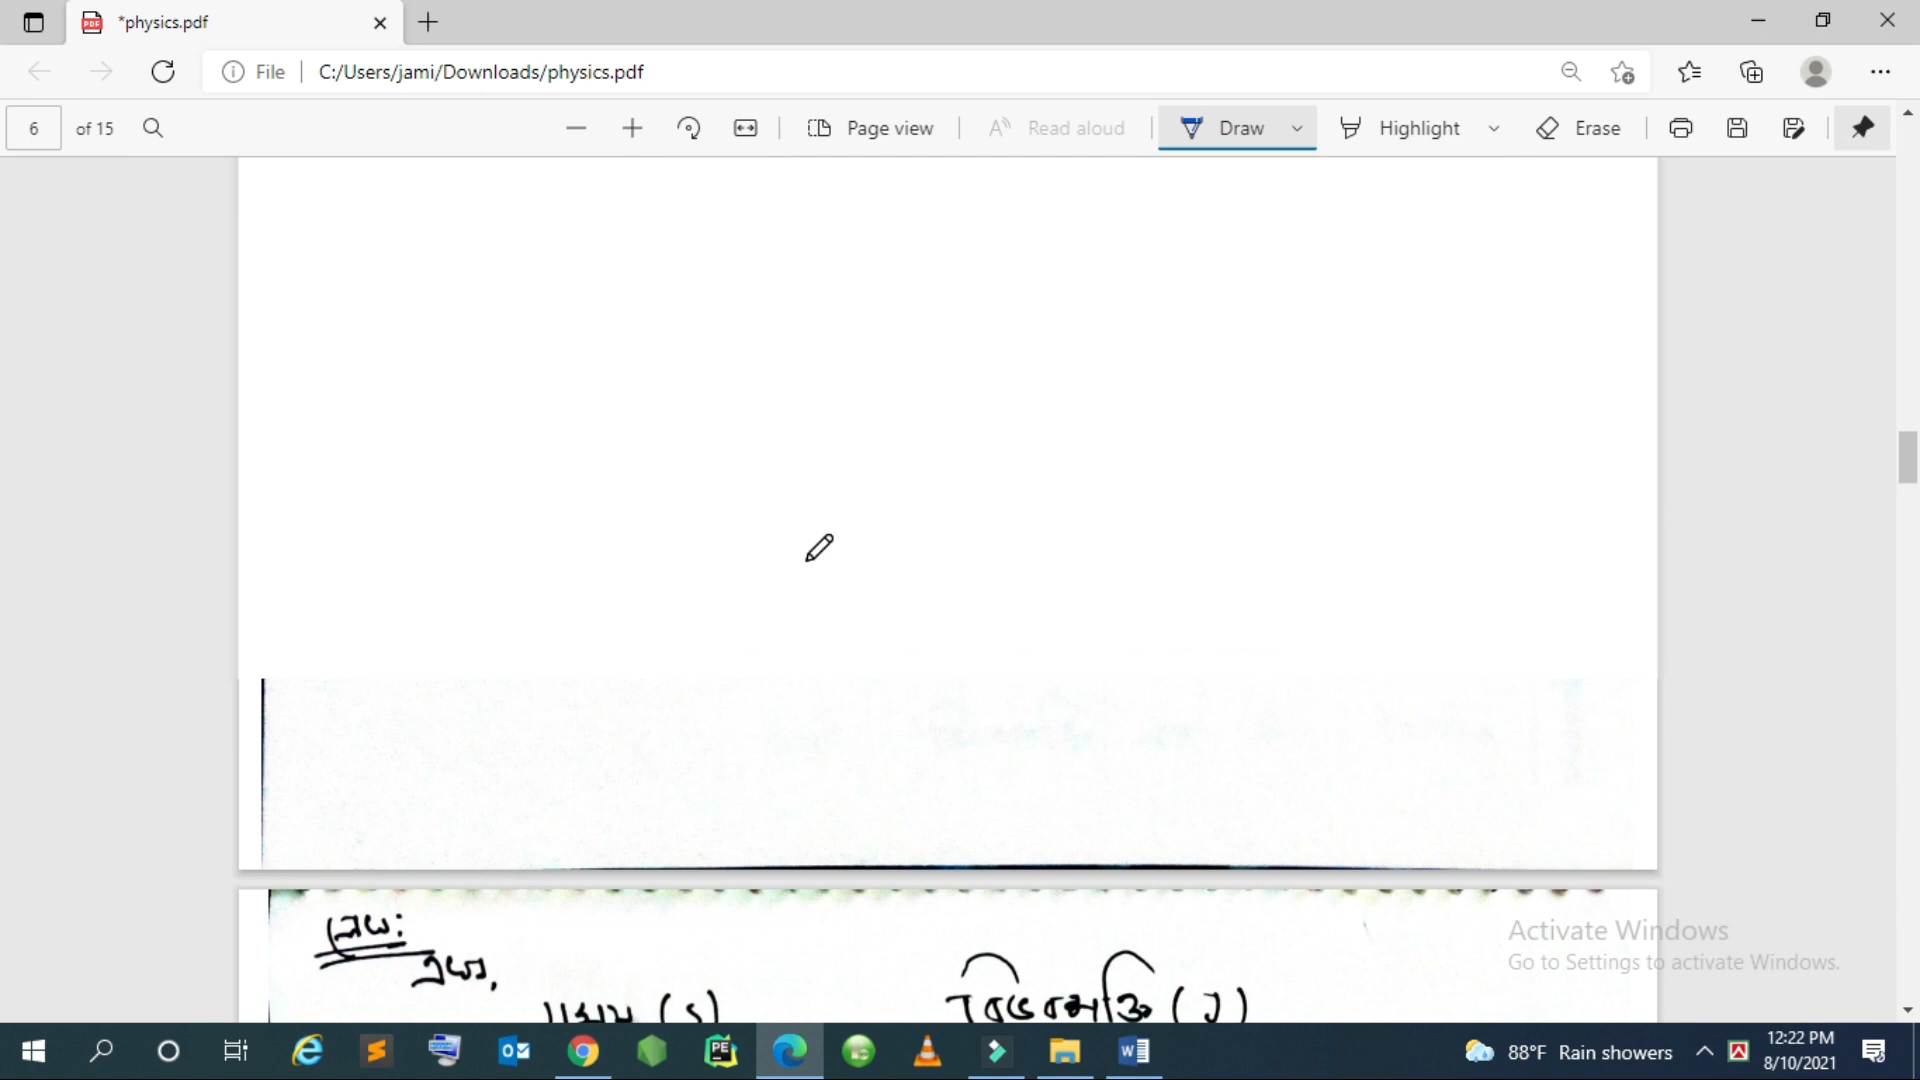 *physics.pdf
File C:/Users/jami/Downloads/physics.pdf
6 of 15 Page view Read aloud Draw Highlight Erase
Activate Windows
Go to Settings to activate Windows.
সময় (s)
(J)
88°F Rain showers
12:22 PM
8/10/2021